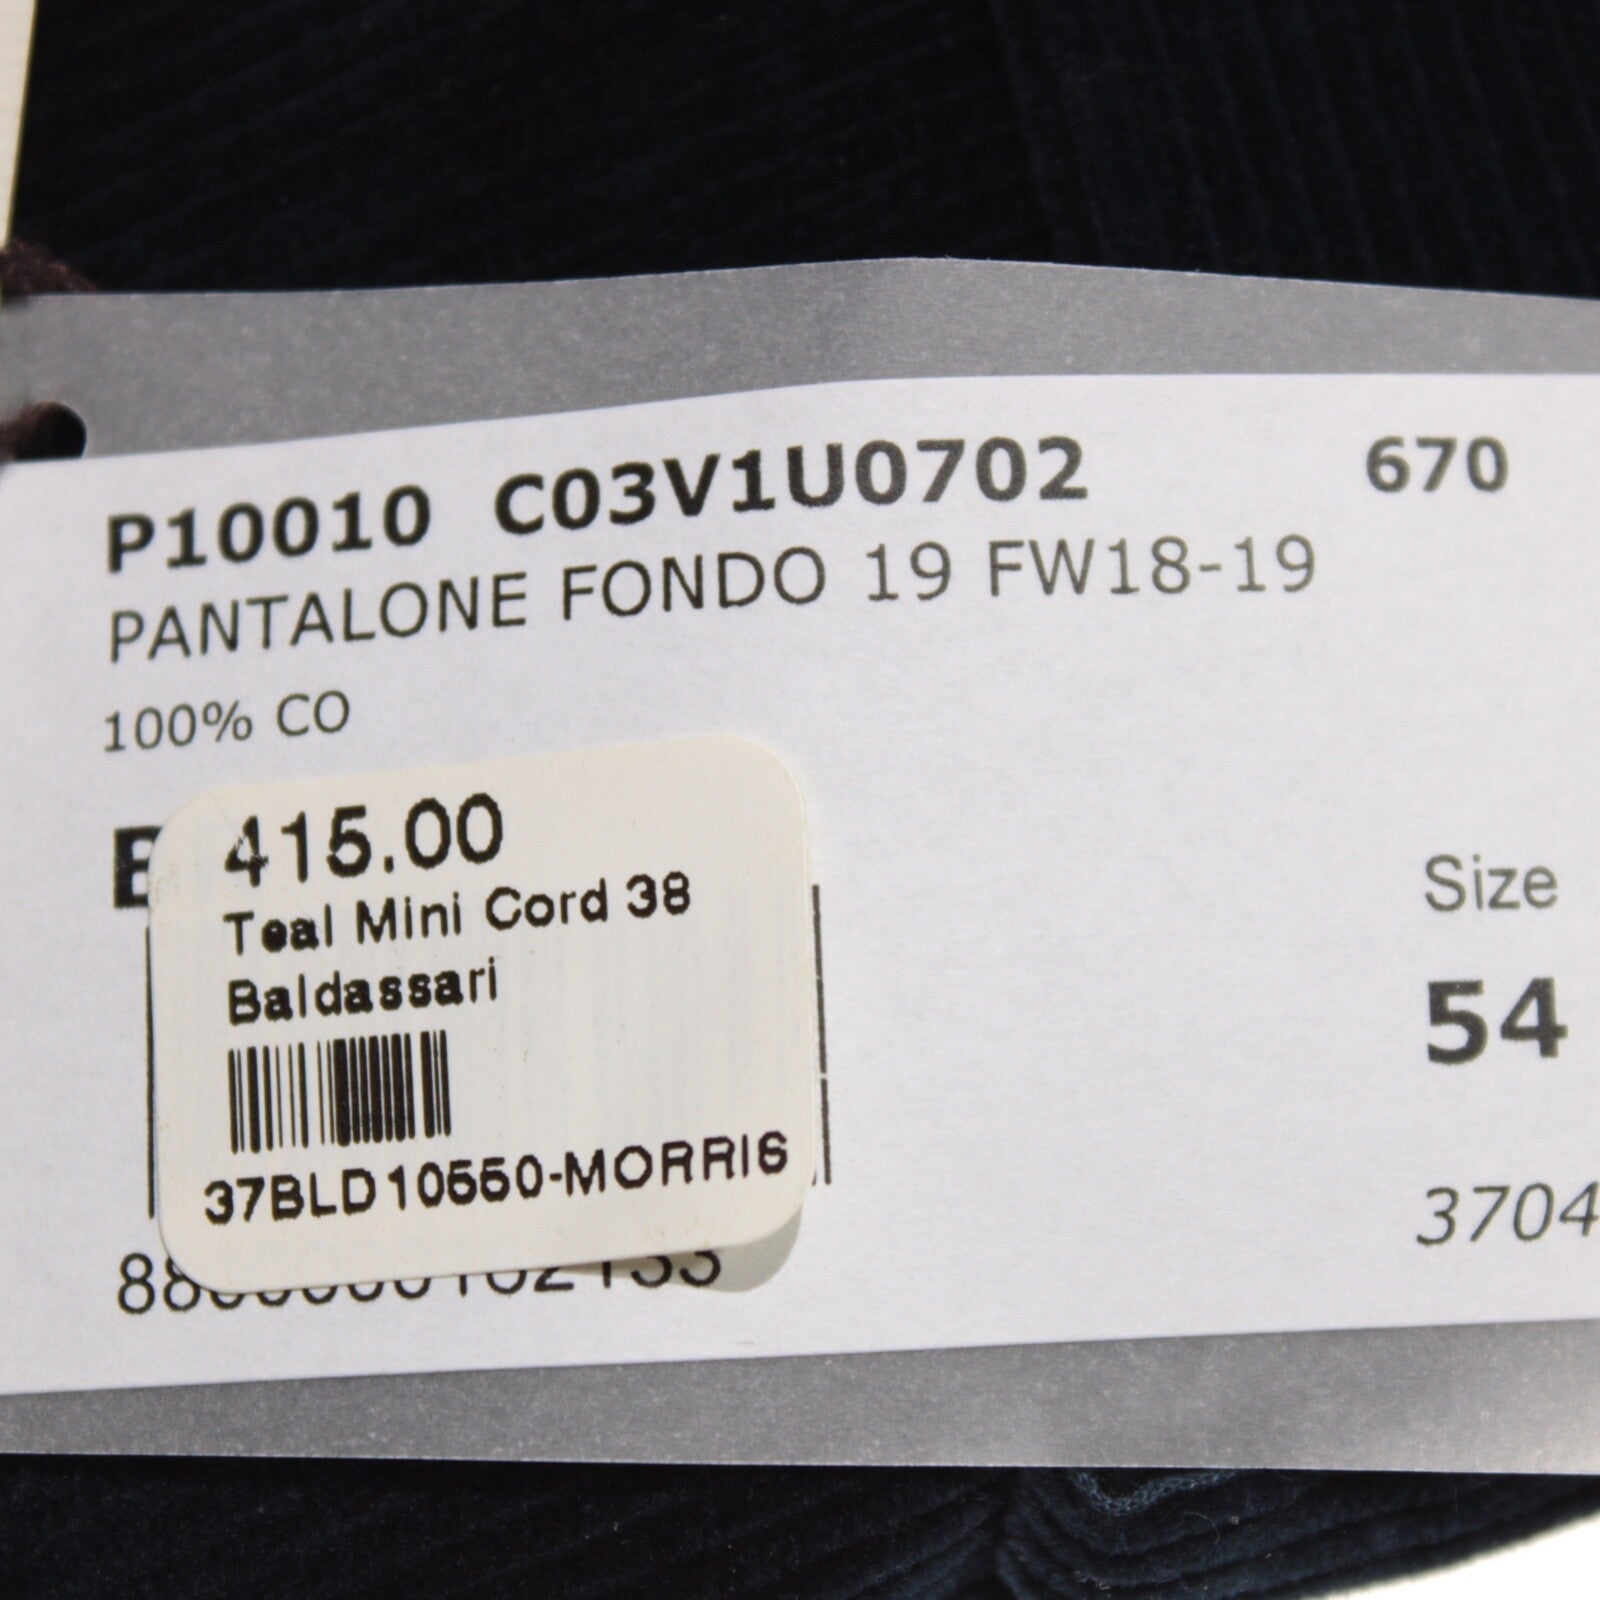 P10010 C03V1U0702 670
PANTALONE FONDO 19 FW18-19
100% CO
415.00
Teal Mini Cord 38
Baldassari
37BLD10550-MORRIS
Size
54
3704